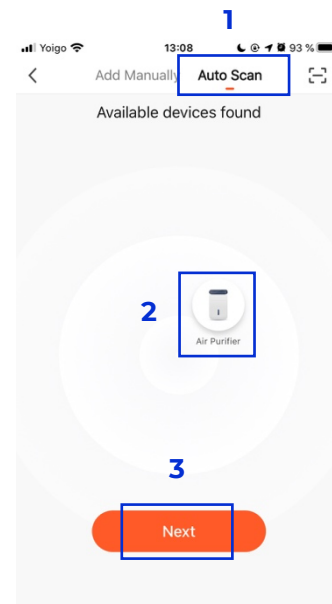 1
Yoigo 13:08 93 %
Add Manually Auto Scan
Available devices found
2
Air Purifier
3
Next